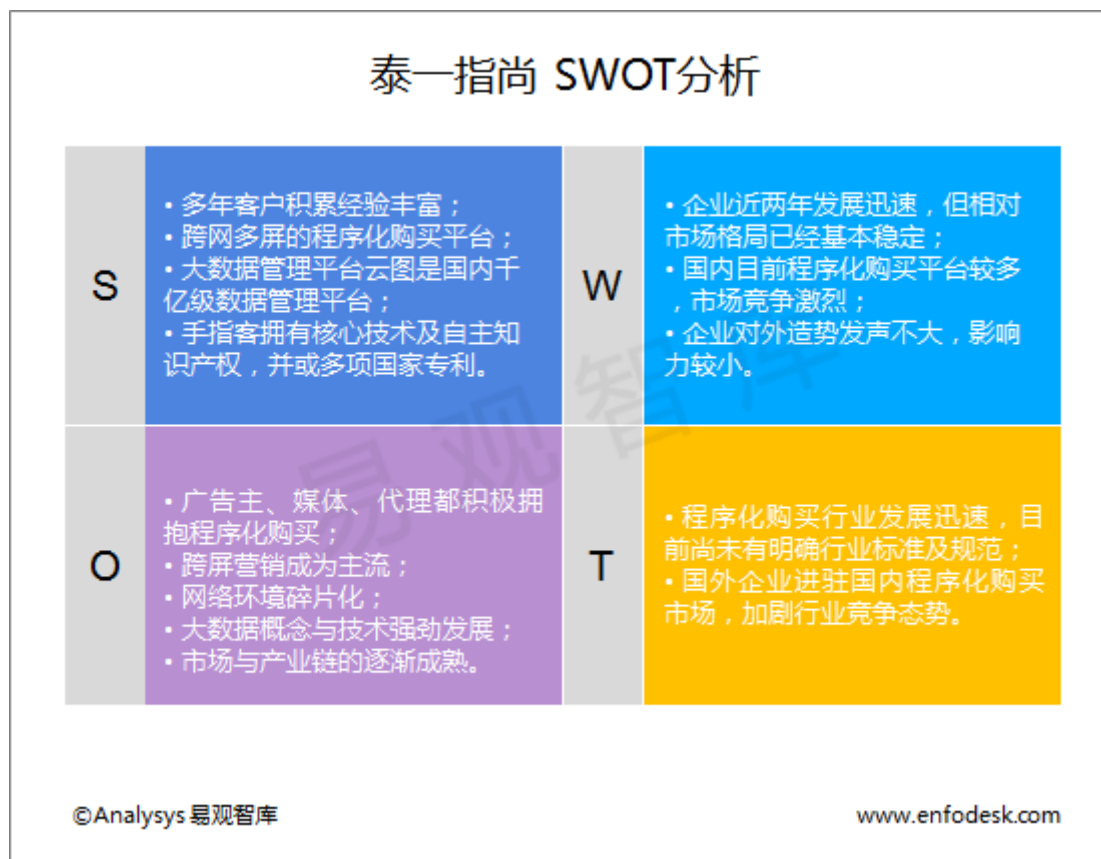 泰一指尚 SWOT分析
S
• 多年客户积累经验丰富；
• 跨网多屏的程序化购买平台；
• 大数据管理平台云图是国内千
亿级数据管理平台；
• 手指客拥有核心技术及自主知
识产权，并或多项国家专利。
W
• 企业近两年发展迅速，但相对
市场格局已经基本稳定；
• 国内目前程序化购买平台较多
，市场竞争激烈；
• 企业对外造势发声不大，影响
力较小。
O
• 广告主、媒体、代理都积极拥
抱程序化购买；
• 跨屏营销成为主流；
• 网络环境碎片化；
• 大数据概念与技术强劲发展；
• 市场与产业链的逐渐成熟。
T
• 程序化购买行业发展迅速，目
前尚未有明确行业标准及规范；
• 国外企业进驻国内程序化购买
市场，加剧行业竞争态势。
易观智库
©Analysys 易观智库
www.enfodesk.com